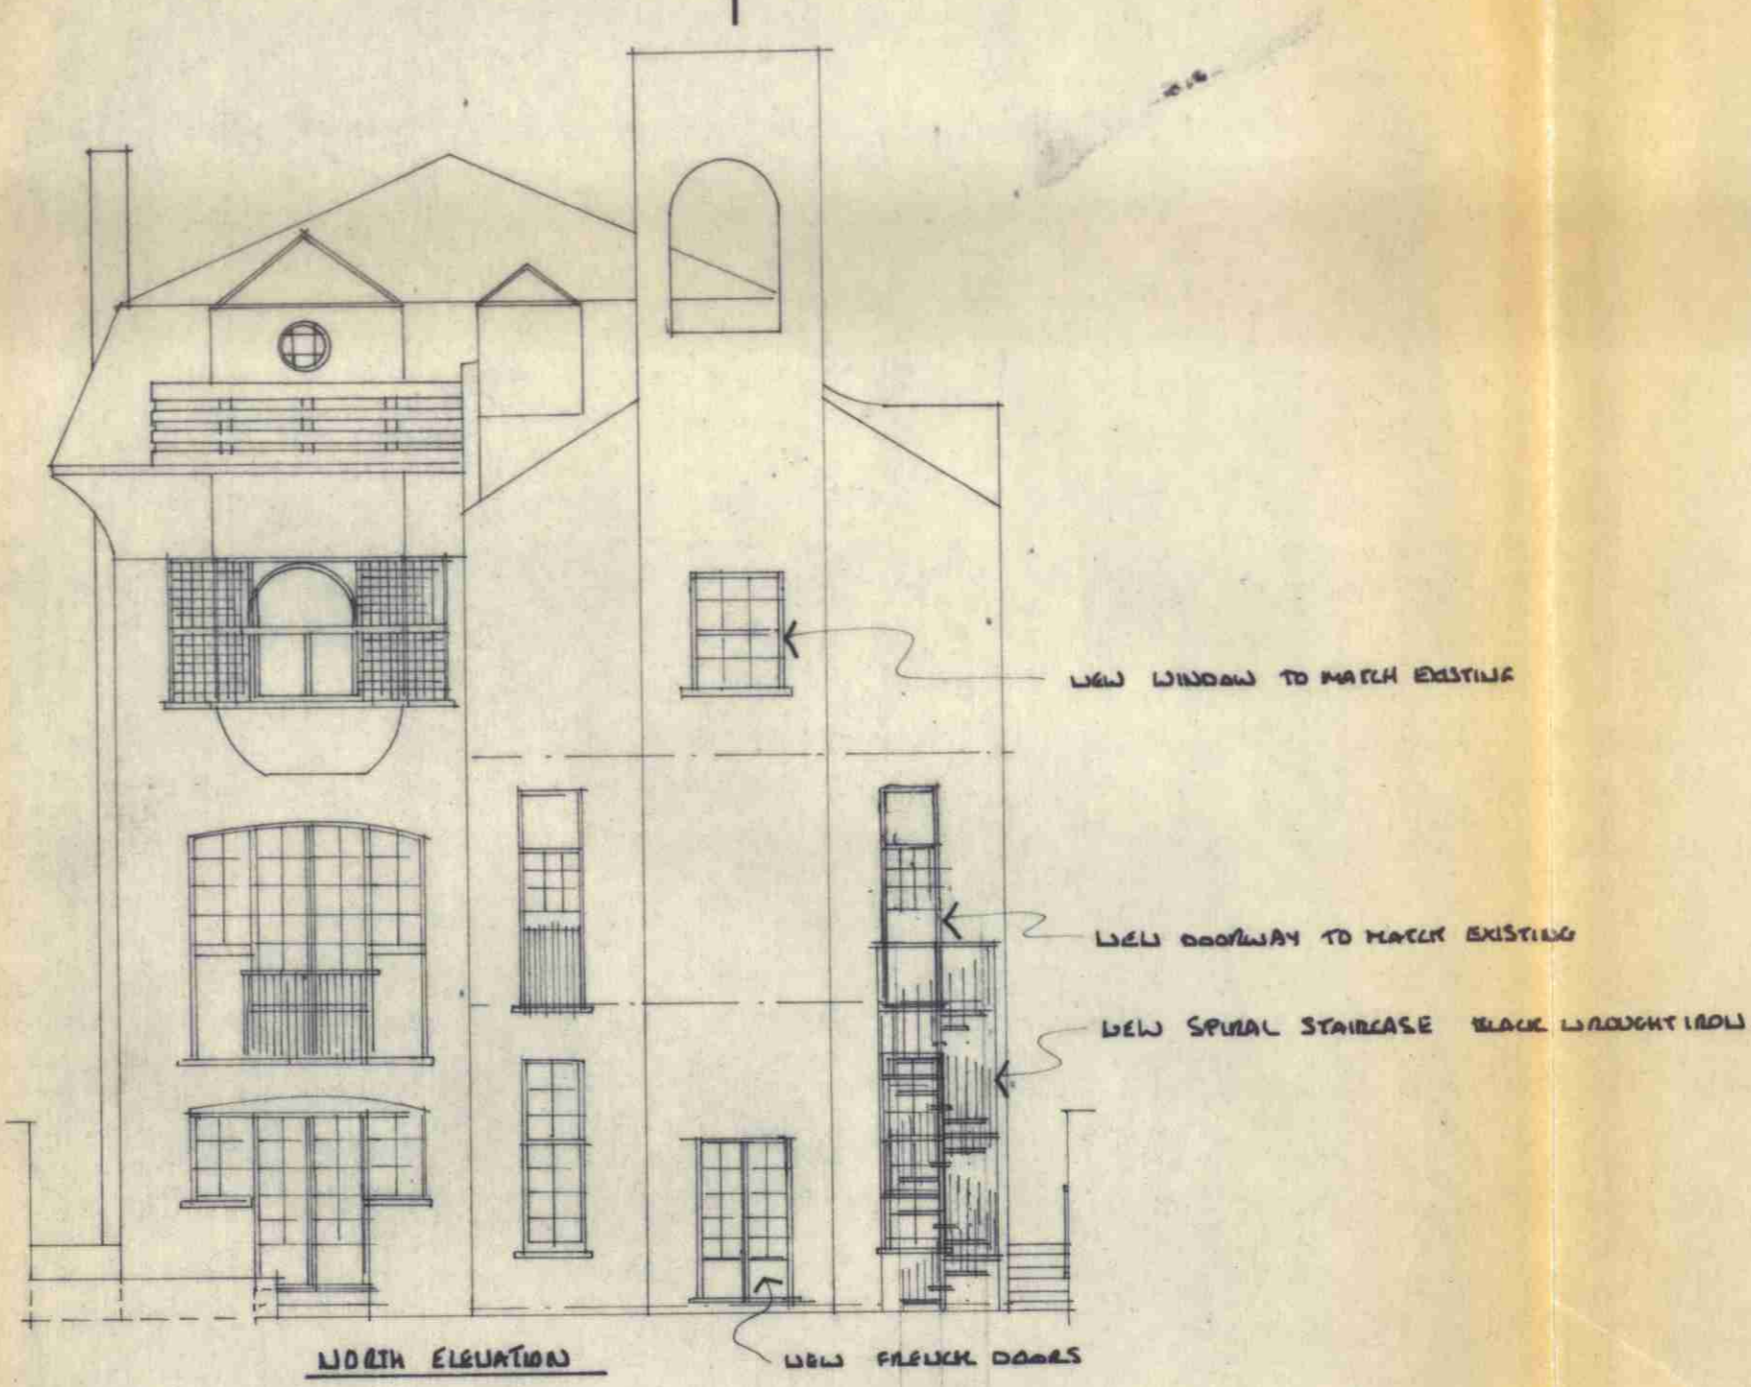 NEW WINDOW TO MATCH EXISTING
NEW DOORWAY TO MATCH EXISTING
NEW SPIRAL STAIRCASE BLACK WROUGHT IRON
NEW FRENCH DOORS
NORTH ELEVATION